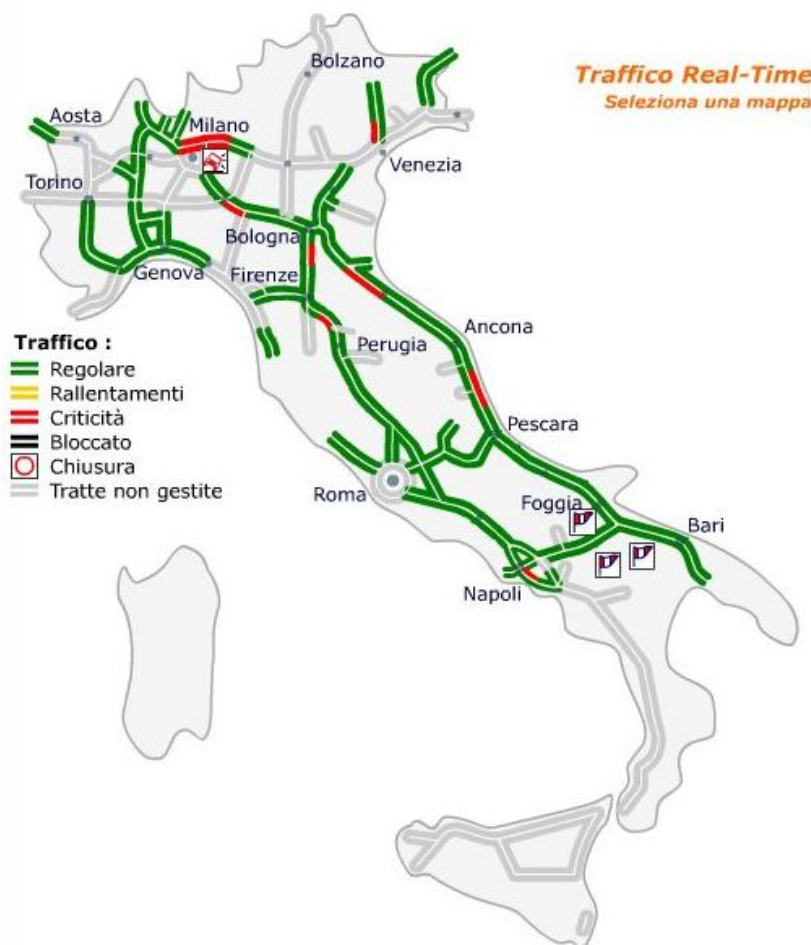 Bolzano
Traffico Real-Time
Seleziona una mappa
Aosta
Milano
Venezia
Torino
Bologna
Genova
Firenze
Ancona
Traffico :
Perugia
Regolare
Rallentamenti
Criticità
Pescara
Bloccato
Chiusura
Tratte non gestite
Roma
Foggia
Bari
Napoli